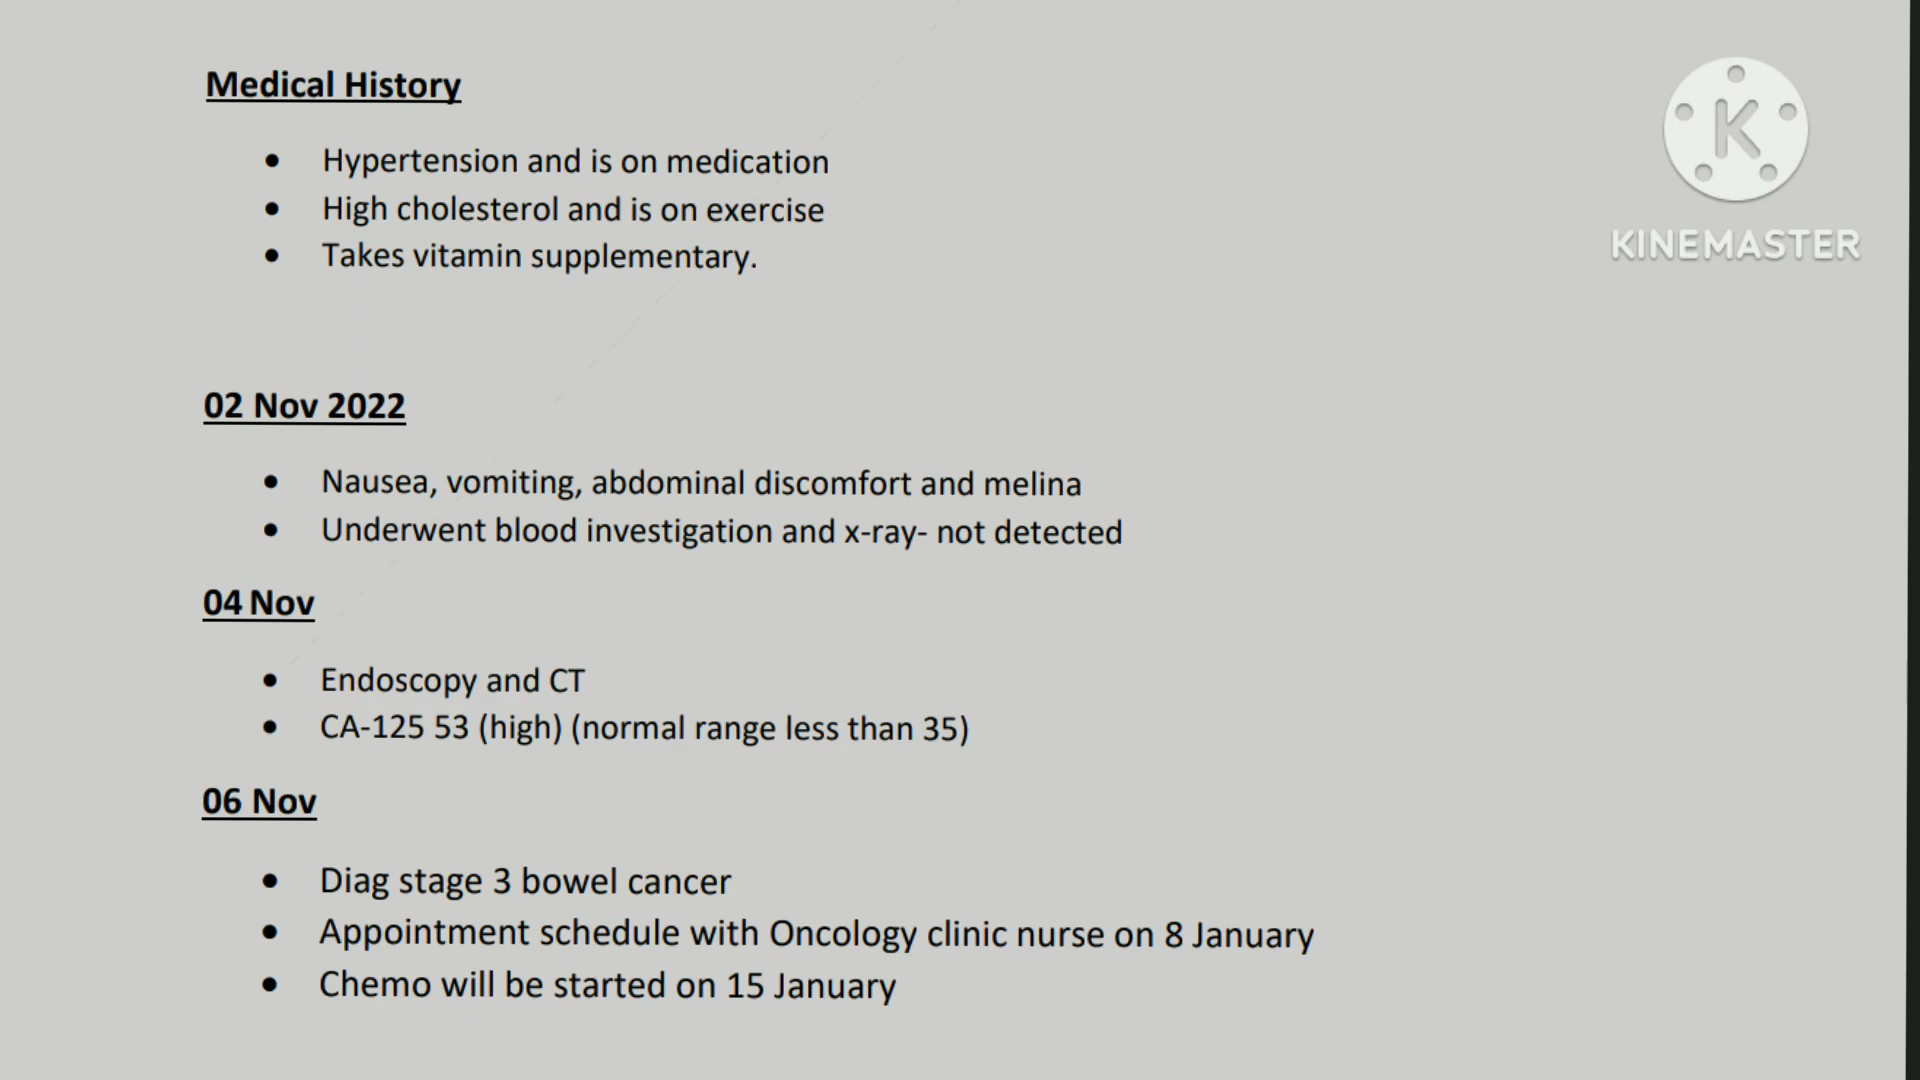 Medical History
• Hypertension and is on medication
• High cholesterol and is on exercise
• Takes vitamin supplementary.
02 Nov 2022
• Nausea, vomiting, abdominal discomfort and melina
• Underwent blood investigation and x-ray- not detected
04 Nov
• Endoscopy and CT
• CA-125 53 (high) (normal range less than 35)
06 Nov
• Diag stage 3 bowel cancer
• Appointment schedule with Oncology clinic nurse on 8 January
• Chemo will be started on 15 January
K
KINEMASTER